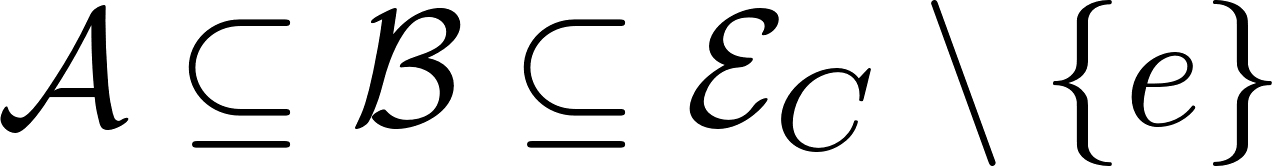 𝒜 ⊆ ℬ ⊆ ℰ_C \ {e}